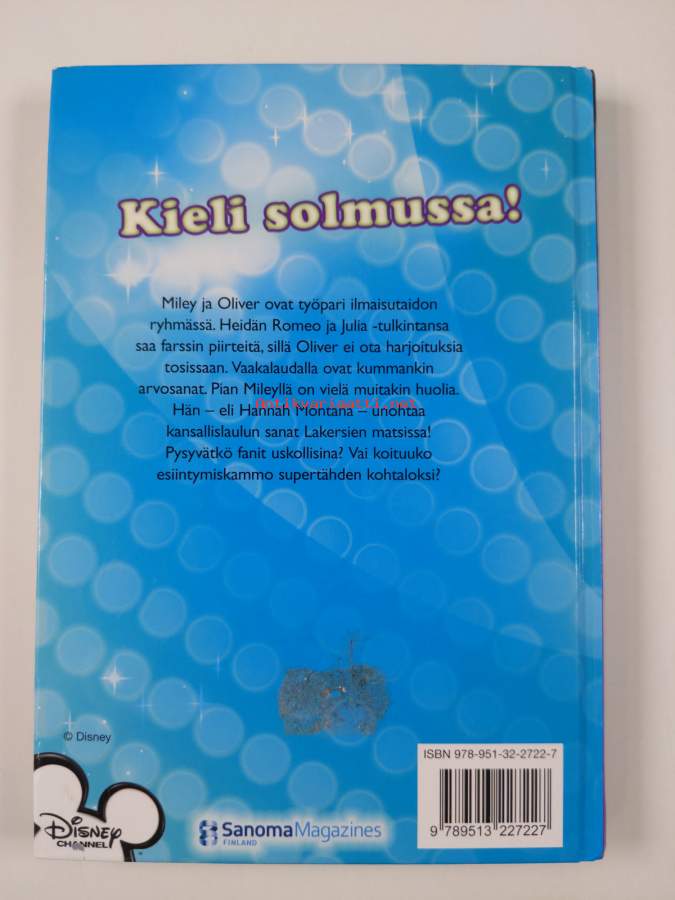 Kieli solmussa!
Miley ja Oliver ovat työpari ilmaisutaidon
ryhmässä. Heidän Romeo ja Julia -tulkintansa
saa farssin piirteitä, sillä Oliver ei ota harjoituksia
tosissaan. Vaakalaudalla ovat kummankin
arvosanat. Pian Mileyllä on vielä muitakin huolia.
Antikvariaatti.net
Hän – eli Hannah Montana – unohtaa
kansallislaulun sanat Lakersien matsissa!
Pysyvätkö fanit uskollisina? Vai koituuko
esiintymiskammo supertähden kohtaloksi?
© Disney
ISBN 978-951-32-2722-7
9 789513 227227
DISNEY
CHANNEL
SanomaMagazines
FINLAND